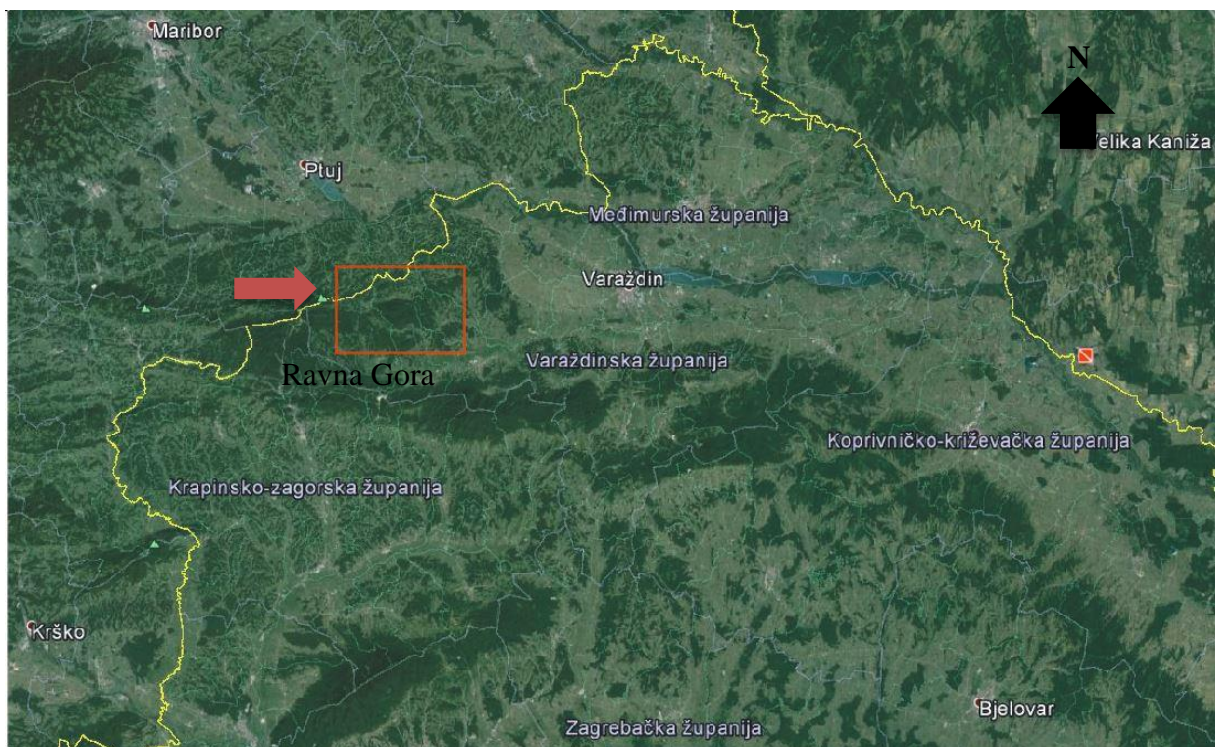 Maribor
N
Velika Kaniža
Ptuj
Međimurska županija
Varaždin
Varaždinska županija
Ravna Gora
Koprivničko-križevačka županija
Krapinsko-zagorska županija
Krško
Bjelovar
Zagrebačka županija